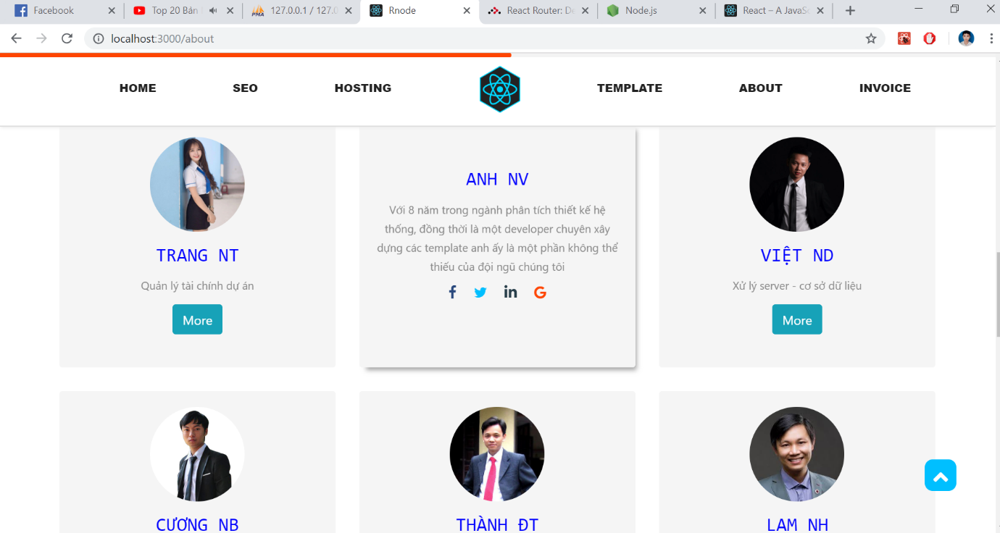 Facebook
Top 20 Bản
127.0.0.1 / 127.0
Rnode
React Router: De
Node.js
React – A JavaSc
localhost:3000/about
HOME SEO HOSTING TEMPLATE ABOUT INVOICE
TRANG NT
Quản lý tài chính dự án
More
ANH NV
Với 8 năm trong ngành phân tích thiết kế hệ
thống, đồng thời là một developer chuyên xây
dựng các template anh ấy là một phần không thể
thiếu của đội ngũ chúng tôi
VIỆT ND
Xử lý server - cơ sở dữ liệu
More
CƯƠNG NB
THÀNH ĐT
LAM NH